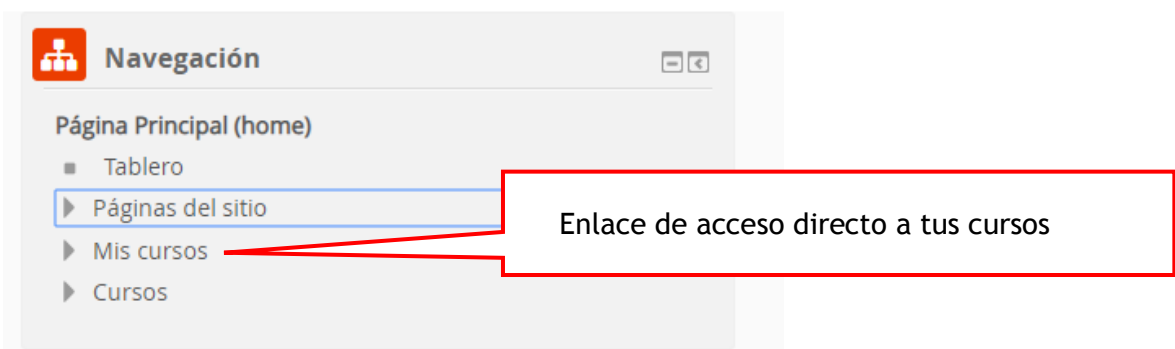 Navegación
Página Principal (home)
Tablero
Páginas del sitio
Enlace de acceso directo a tus cursos
Mis cursos
Cursos